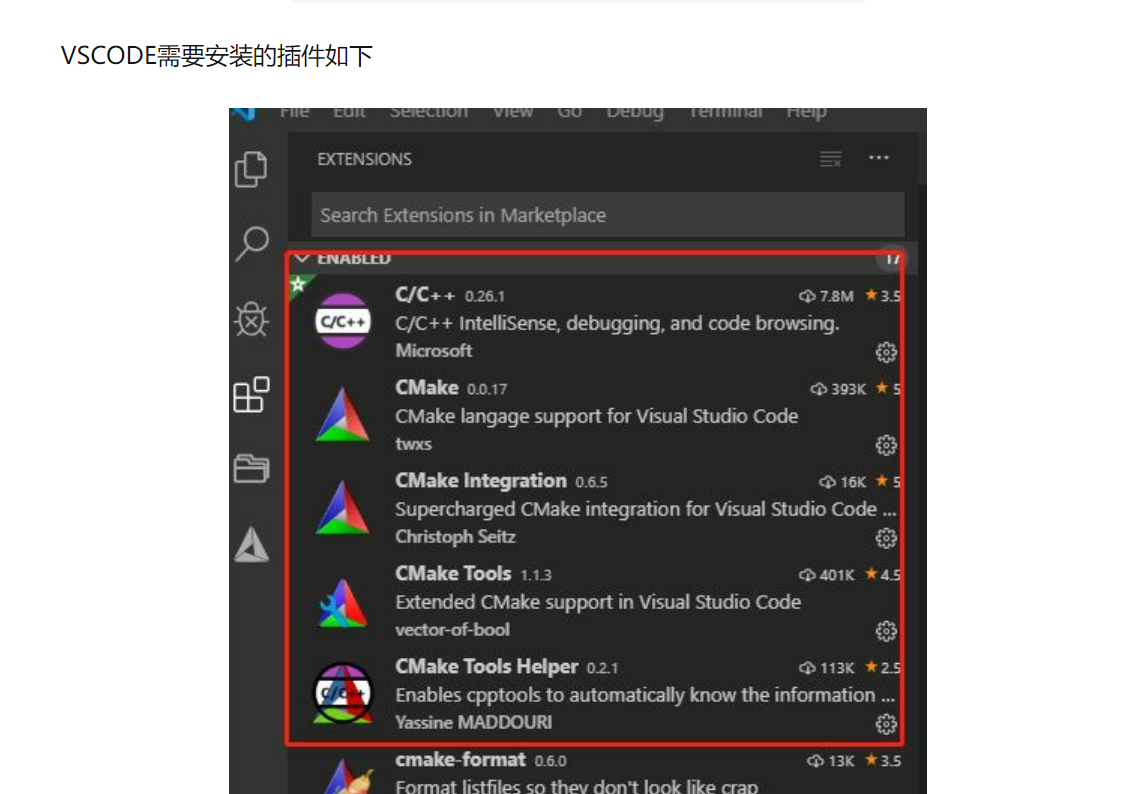 VSCODE需要安装的插件如下
File Edit Selection View Go Debug Terminal Help
EXTENSIONS
Search Extensions in Marketplace
ENABLED 17
C/C++ 0.26.1 7.8M 3.5
C/C++
C/C++ IntelliSense, debugging, and code browsing.
Microsoft
CMake 0.0.17 393K 5
CMake langage support for Visual Studio Code
twxs
CMake Integration 0.6.5 16K 5
Supercharged CMake integration for Visual Studio Code ...
Christoph Seitz
CMake Tools 1.1.3 401K 4.5
Extended CMake support in Visual Studio Code
vector-of-bool
CMake Tools Helper 0.2.1 113K 2.5
C/C++
Enables cpptools to automatically know the information ...
Yassine MADDOURI
cmake-format 0.6.0 13K 3.5
Format listfiles so they don't look like crap